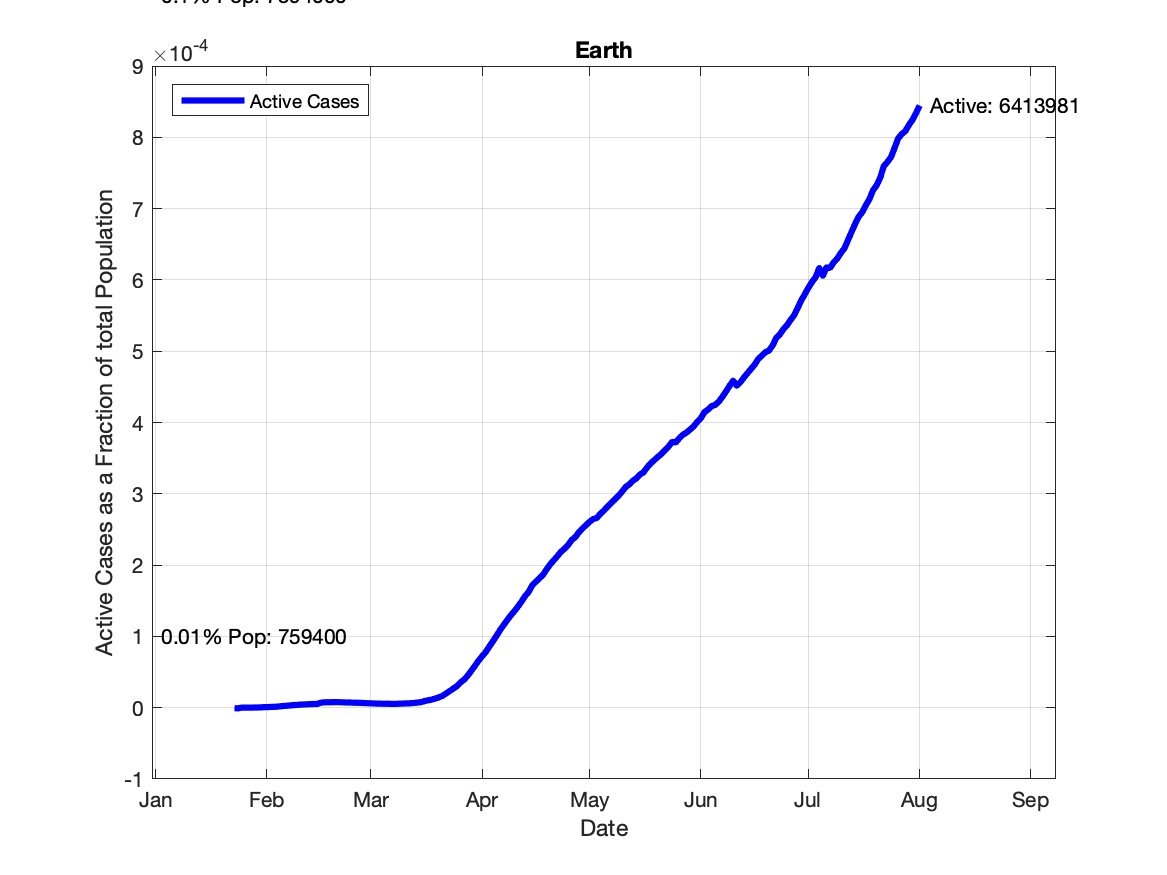 ×10-4
Earth
Active Cases
Active: 6413981
9
8
7
6
5
4
3
2
1
0
-1
0.01% Pop: 759400
Active Cases as a Fraction of total Population
Jan Feb Mar Apr May Jun Jul Aug Sep
Date